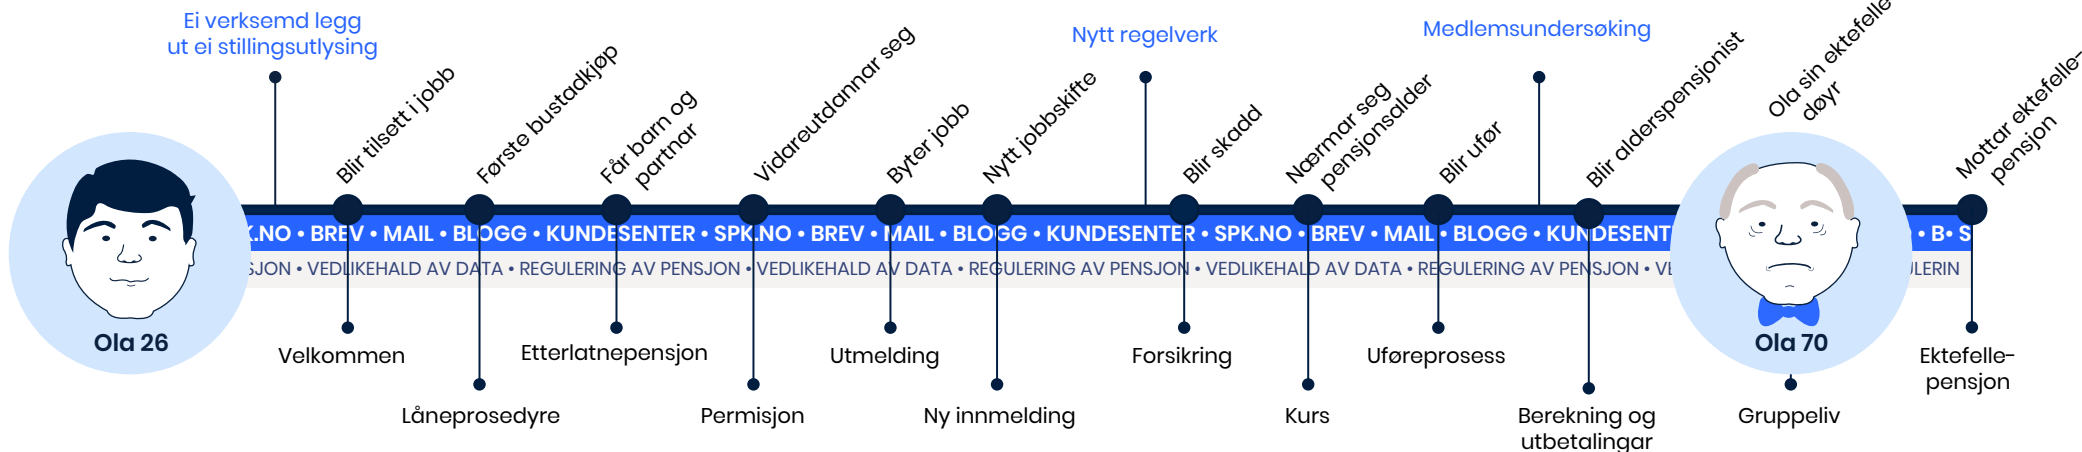 Ei verksemd legg
ut ei stillingsutlysing
Nytt regelverk
Medlemsundersøking
Blir tilsett i jobb
Første bustadkjøp
Får barn og
partnar
Vidareutdannar seg
Byter jobb
Nytt jobbskifte
Blir skadd
Nærmar seg
pensjonsalder
Blir ufør
Blir alderspensjonist
Ola sin ektefelle
døyr
Mottar ektefelle-
pensjon
.NO • BREV • MAIL • BLOGG • KUNDESENTER • SPK.NO • BREV • MAIL • BLOGG • KUNDESENTER • SPK.NO • BREV • MAIL • BLOGG • KUNDESENT • B• S
SJON • VEDLIKEHALD AV DATA • REGULERING AV PENSJON • VEDLIKEHALD AV DATA • REGULERING AV PENSJON • VEDLIKEHALD AV DATA • REGULERING AV PENSJON • VE ULERIN
Ola 26
Ola 70
Velkommen
Etterlatnepensjon
Utmelding
Forsikring
Uføreprosess
Ektefelle-
pensjon
Låneprosedyre
Permisjon
Ny innmelding
Kurs
Berekning og
utbetalingar
Gruppeliv